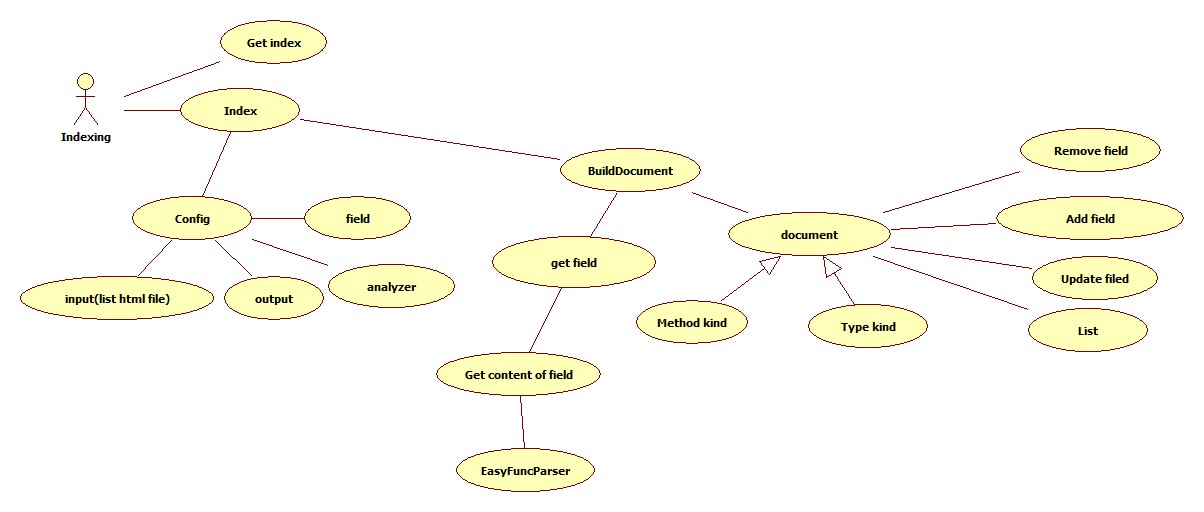 Get index
Index
Indexing
Remove field
BuildDocument
Config
field
Add field
document
get field
Update filed
input(list html file)
output
analyzer
Method kind
Type kind
List
Get content of field
EasyFuncParser